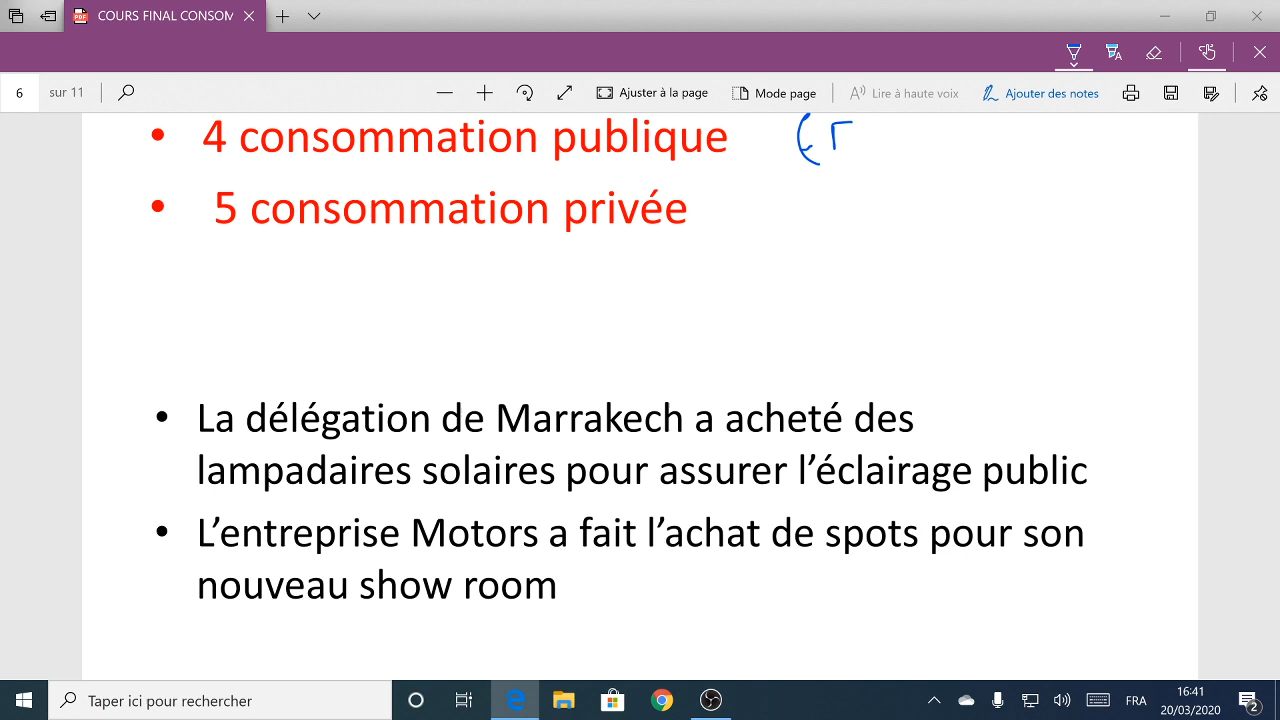 COURS FINAL CONSOM
6 sur 11
Ajuster à la page
Mode page
Lire à haute voix
Ajouter des notes
• 4 consommation publique
• 5 consommation privée
• La délégation de Marrakech a acheté des
lampadaires solaires pour assurer l’éclairage public
• L’entreprise Motors a fait l’achat de spots pour son
nouveau show room
Taper ici pour rechercher
FRA
16:41
20/03/2020
2